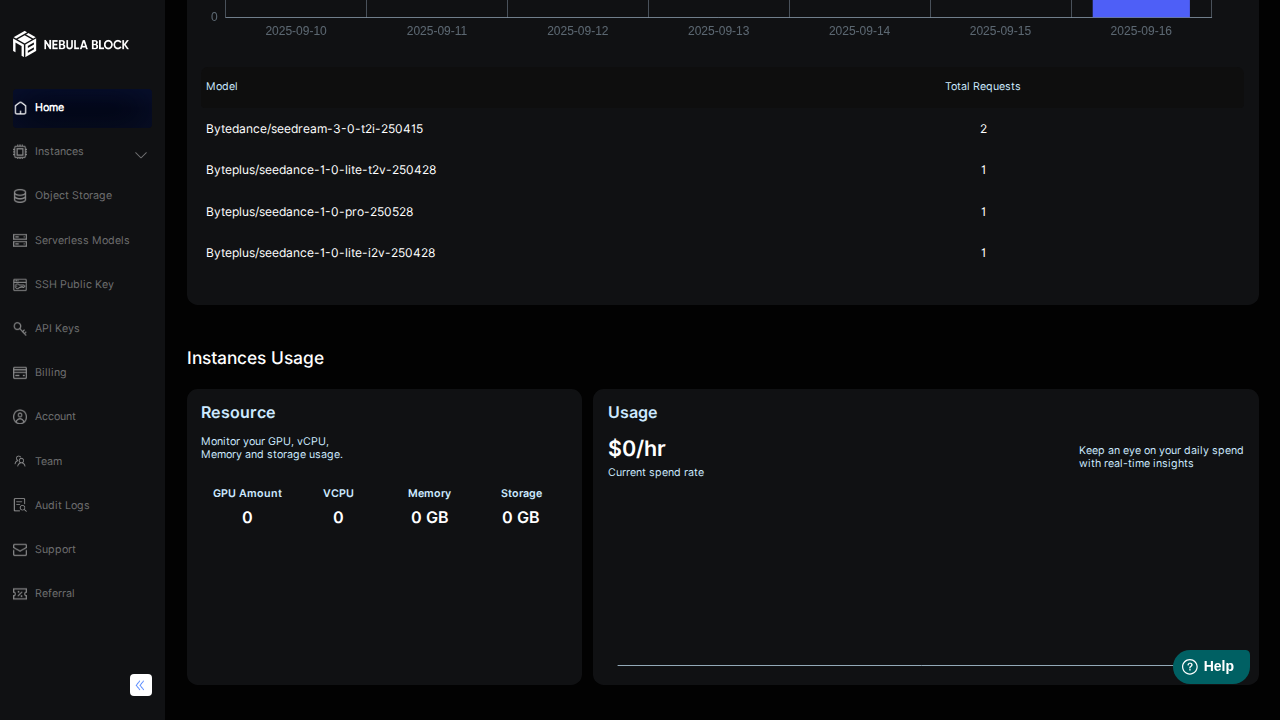 NEBULA BLOCK
Home
Instances
Object Storage
Serverless Models
SSH Public Key
API Keys
Billing
Account
Team
Audit Logs
Support
Referral
0
2025-09-10 2025-09-11 2025-09-12 2025-09-13 2025-09-14 2025-09-15 2025-09-16
Model Total Requests
Bytedance/seedream-3-0-t2i-250415 2
Byteplus/seedance-1-0-lite-t2v-250428 1
Byteplus/seedance-1-0-pro-250528 1
Byteplus/seedance-1-0-lite-i2v-250428 1
Instances Usage
Resource
Monitor your GPU, vCPU,
Memory and storage usage.
GPU Amount VCPU Memory Storage
0 0 0 GB 0 GB
Usage
$0/hr
Current spend rate
Keep an eye on your daily spend
with real-time insights
Help